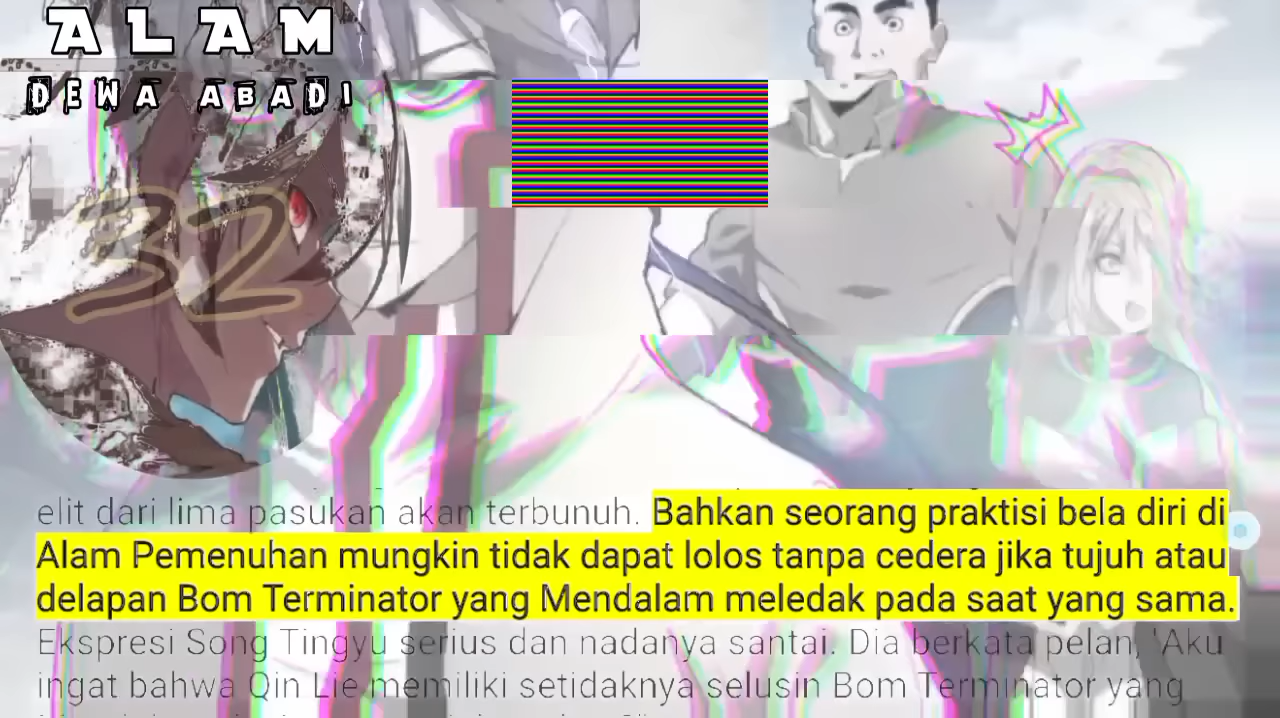 ALAM
DEWA ABADI
32
elit dari lima pasukan akan terbunuh. Bahkan seorang praktisi bela diri di
Alam Pemenuhan mungkin tidak dapat lolos tanpa cedera jika tujuh atau
delapan Bom Terminator yang Mendalam meledak pada saat yang sama.
Ekspresi Song Tingyu serius dan nadanya santai. Dia berkata pelan, 'Aku
ingat bahwa Qin Lie memiliki setidaknya selusin Bom Terminator yang